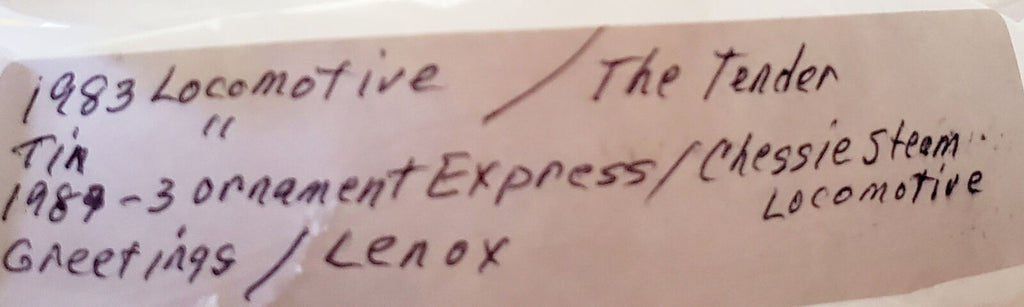 1983 Locomotive / The Tender
Tin "
1989-3 Ornament Express / Chessie Steam
Locomotive
Greetings / Lenox